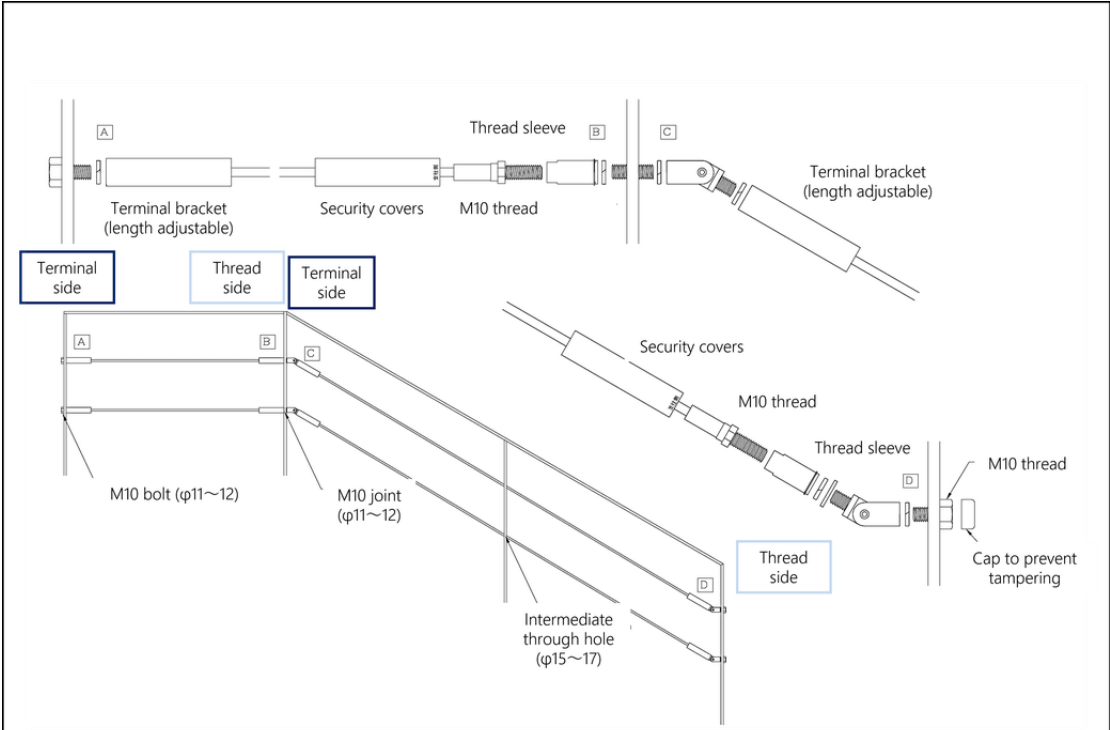 A
Thread sleeve
B
C
Terminal bracket
(length adjustable)
Security covers
M10 thread
Terminal bracket
(length adjustable)
Terminal
side
Thread
side
Terminal
side
A
B
C
Security covers
M10 thread
Thread sleeve
D
M10 thread
M10 bolt (φ11～12)
M10 joint
(φ11～12)
Cap to prevent
tampering
Thread
side
D
Intermediate
through hole
(φ15～17)